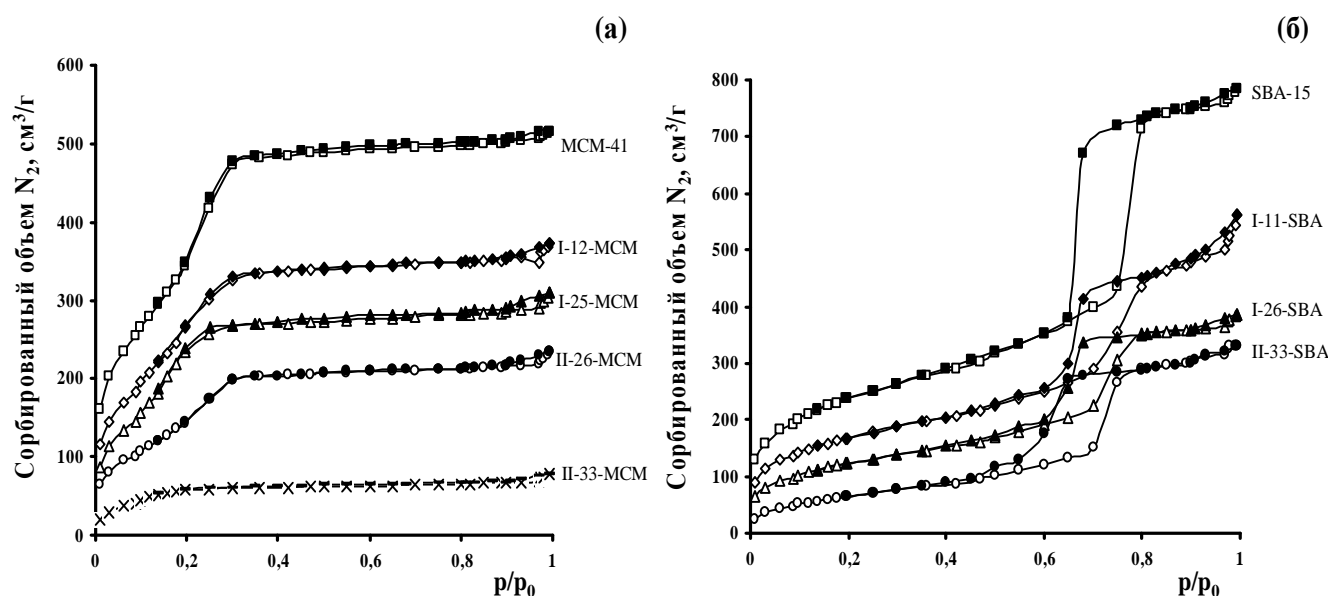 (а)
Сорбированный объем N₂, см³/г
600
500
400
300
200
100
0
MCM-41
I-12-MCM
I-25-MCM
II-26-MCM
II-33-MCM
0
0,2
0,4
0,6
0,8
1
p/p₀
(б)
Сорбированный объем N₂, см³/г
800
700
600
500
400
300
200
100
0
SBA-15
I-11-SBA
I-26-SBA
II-33-SBA
0
0,2
0,4
0,6
0,8
1
p/p₀